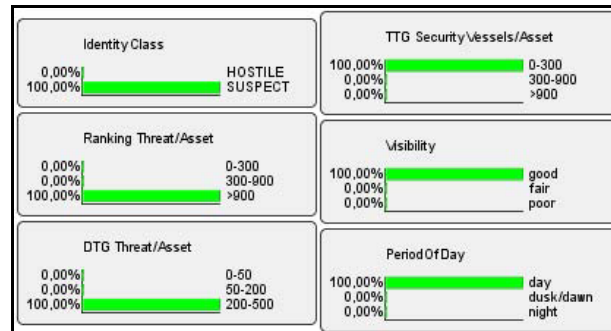 Identity Class
0,00% HOSTILE
100,00% SUSPECT
Ranking Threat/Asset
0,00% 0-300
0,00% 300-900
100,00% >900
DTG Threat/Asset
0,00% 0-50
0,00% 50-200
100,00% 200-500
TTG Security Vessels/Asset
100,00% 0-300
0,00% 300-900
0,00% >900
Visibility
100,00% good
0,00% fair
0,00% poor
Period Of Day
100,00% day
0,00% dusk/dawn
0,00% night